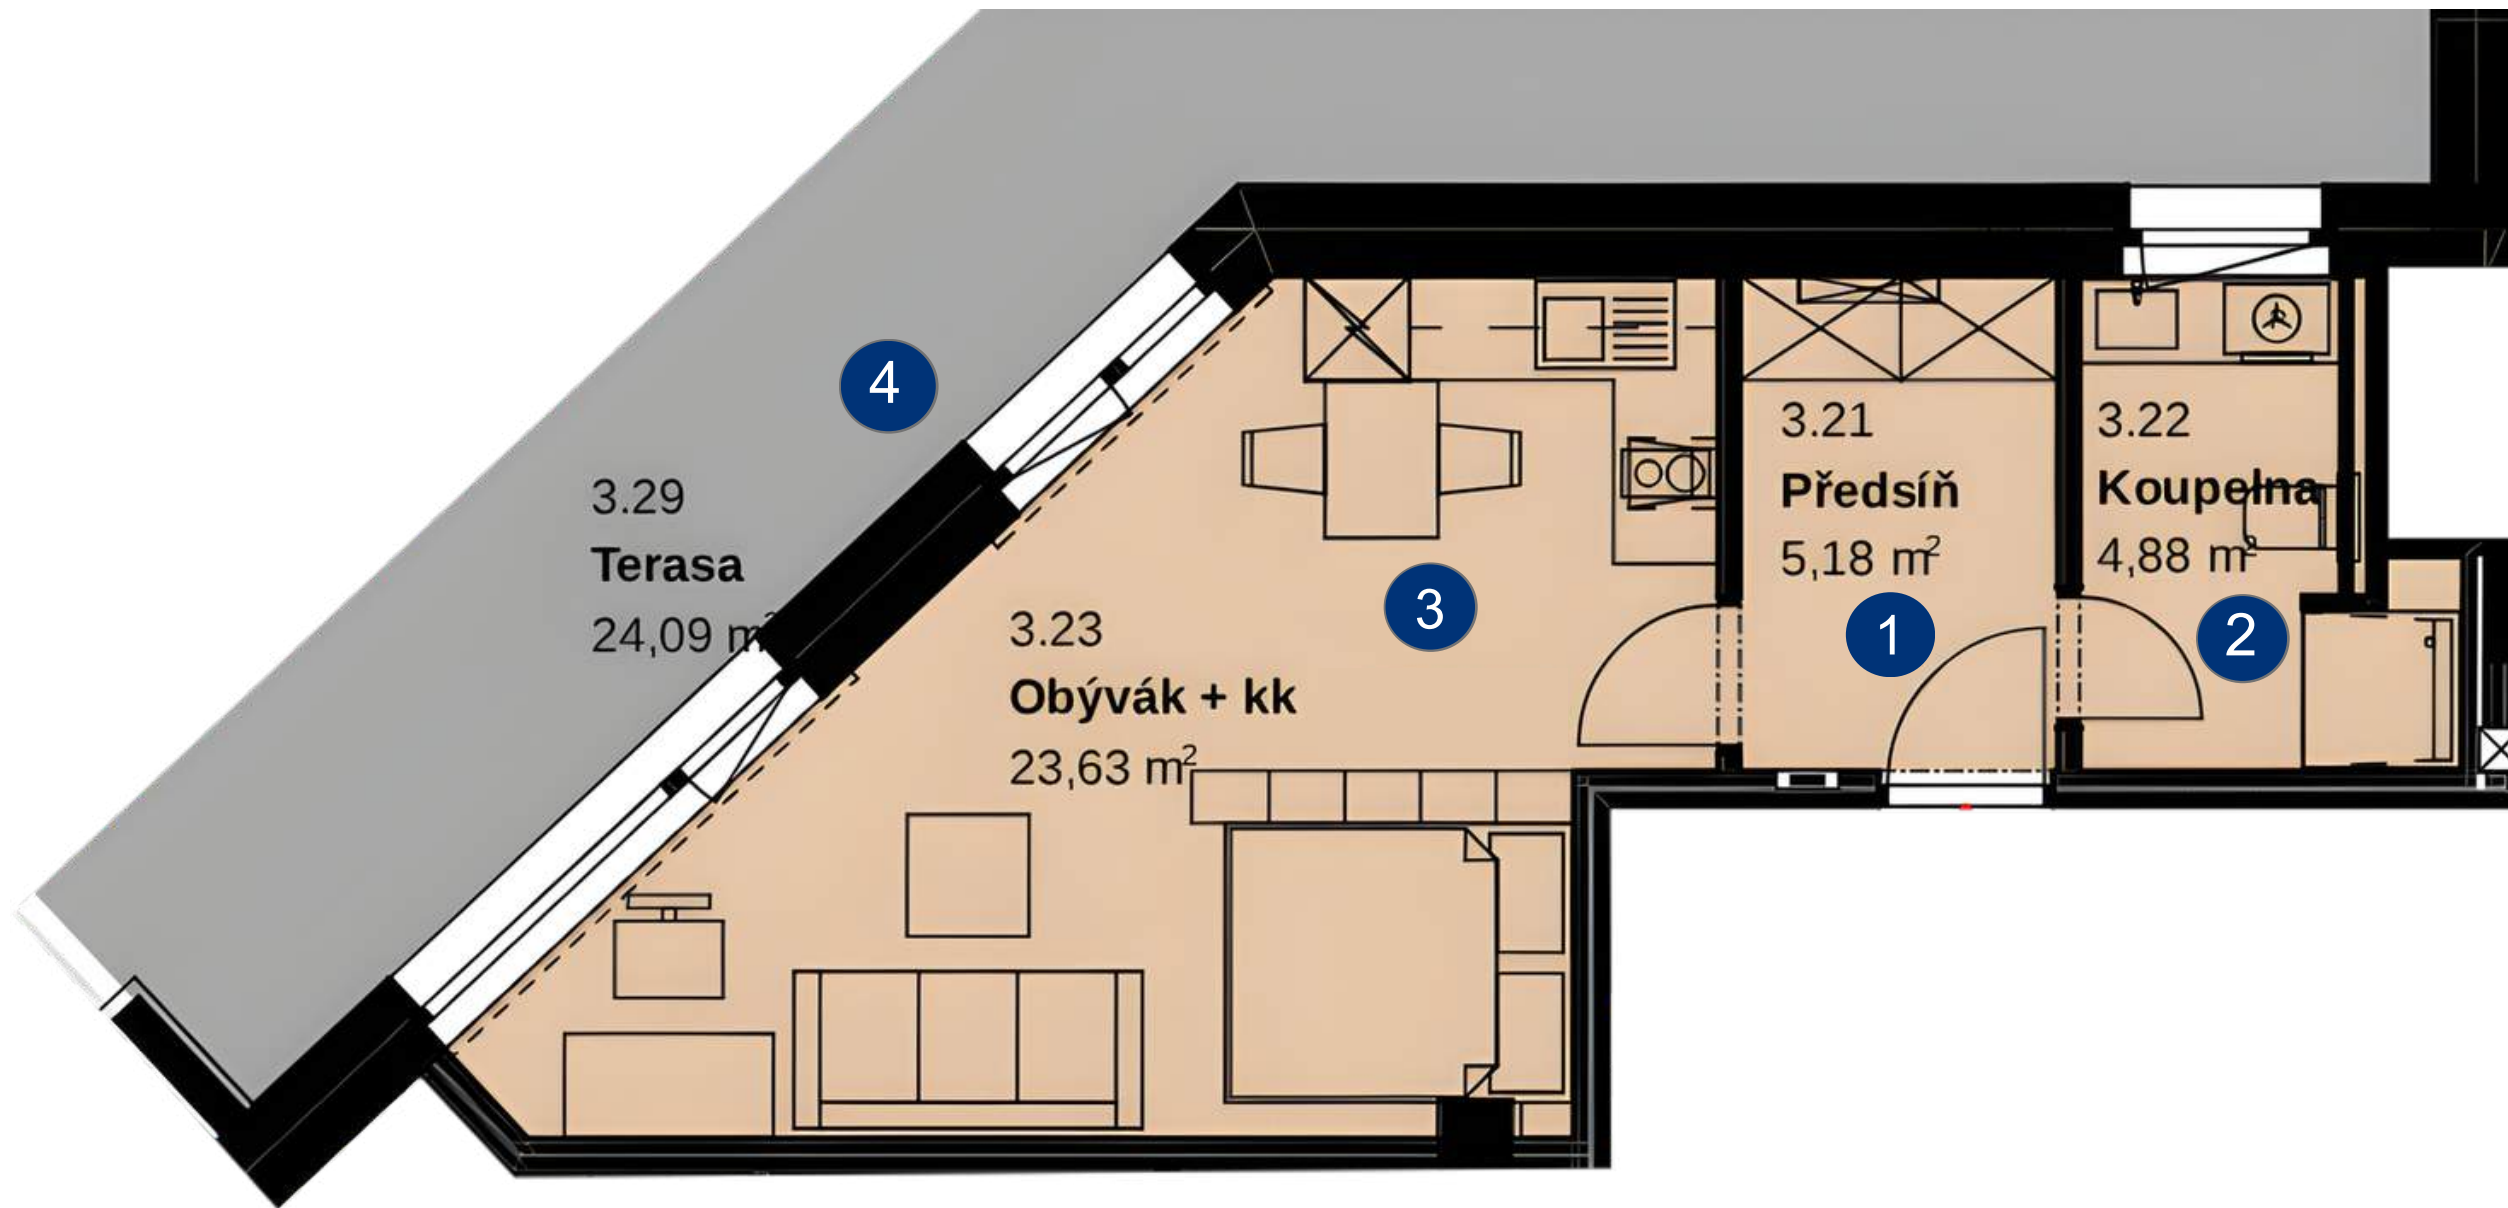 4
3.29
Terasa
24,09 m²
3.23
Obývák + kk
23,63 m²
3
3.21
Předsíň
5,18 m²
1
3.22
Koupelna
4,88 m²
2